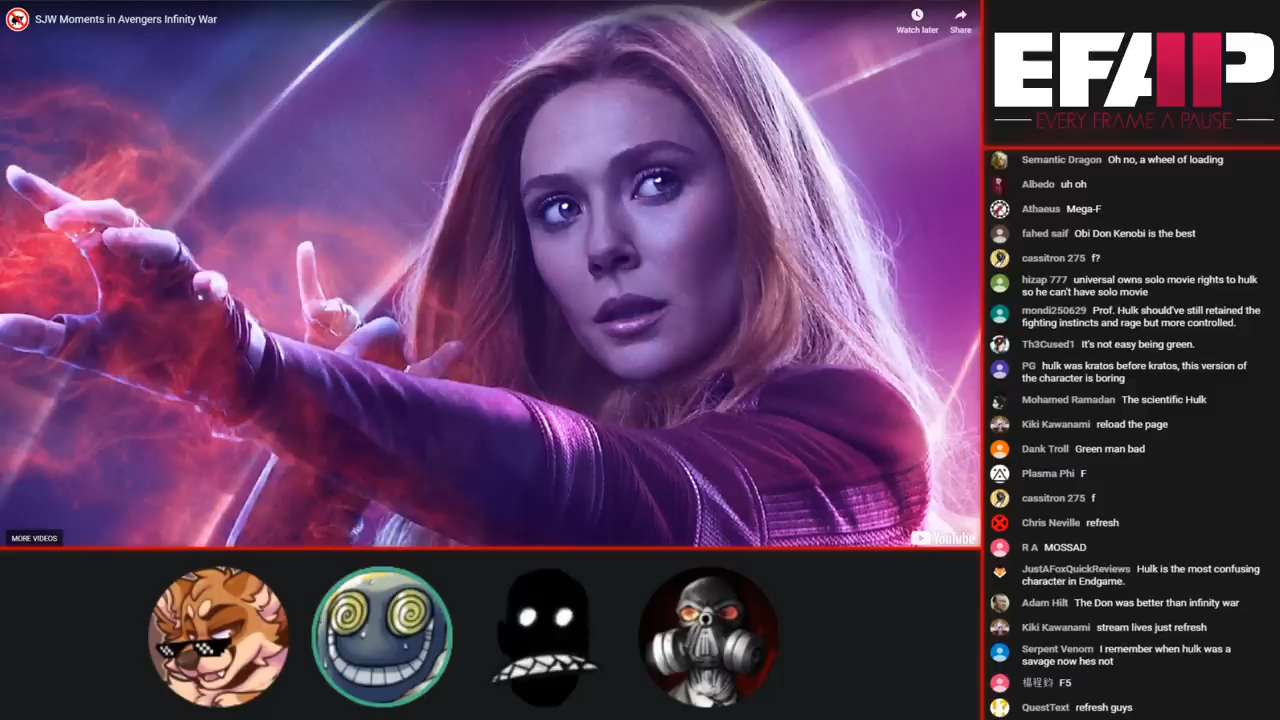 SJW Moments in Avengers Infinity War
Watch later
Share
MORE VIDEOS
YouTube
EFAP
EVERY FRAME A PAUSE
Semantic Dragon Oh no, a wheel of loading
Albedo uh oh
Athaeus Mega-F
fahed saif Obi Don Kenobi is the best
cassitron 275 f?
hizap 777 universal owns solo movie rights to hulk
so he can't have solo movie
mondi250629 Prof. Hulk should've still retained the
fighting instincts and rage but more controlled.
Th3Cused1 It's not easy being green.
PG hulk was kratos before kratos, this version of
the character is boring
Mohamed Ramadan The scientific Hulk
Kiki Kawanami reload the page
Dank Troll Green man bad
Plasma Phi F
cassitron 275 f
Chris Neville refresh
R A MOSSAD
JustAFoxQuickReviews Hulk is the most confusing
character in Endgame.
Adam Hilt The Don was better than infinity war
Kiki Kawanami stream lives just refresh
Serpent Venom I remember when hulk was a
savage now hes not
楊程鈞 F5
QuestText refresh guys